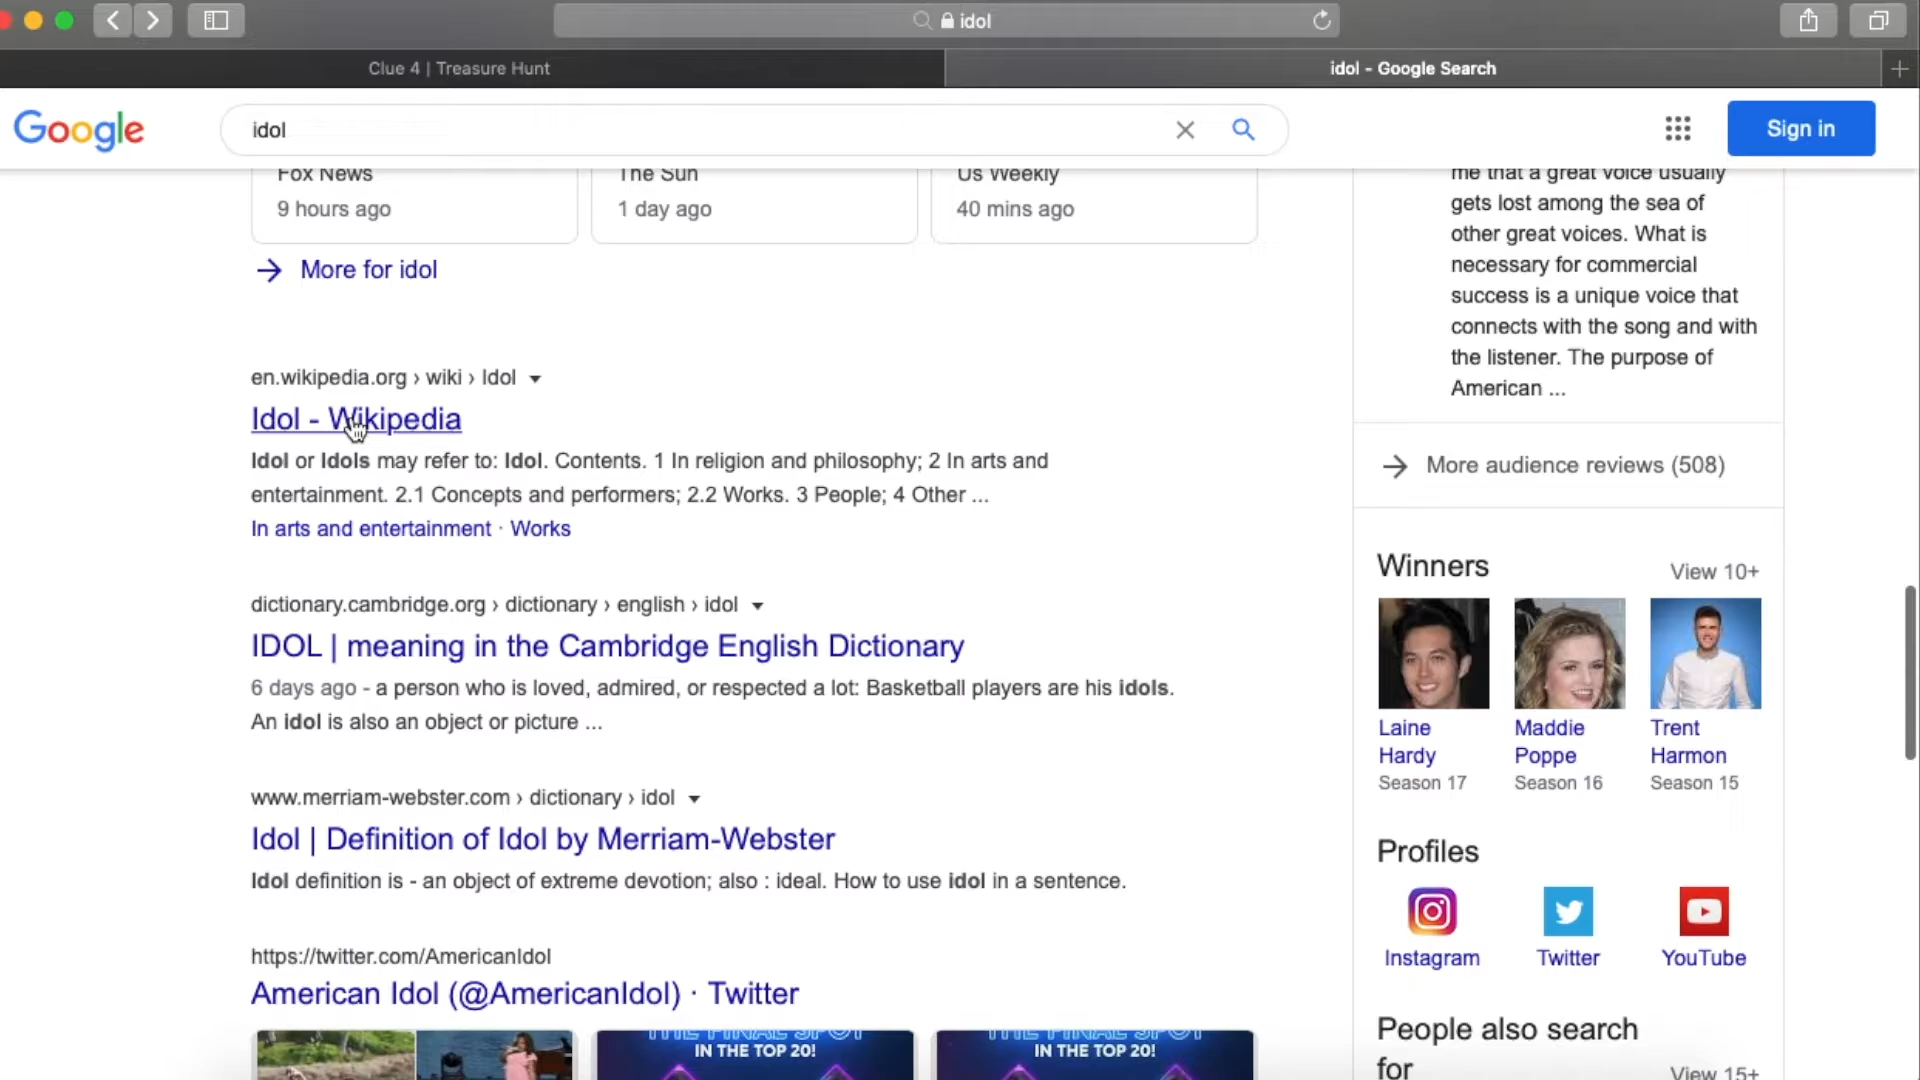 idol
Clue 4 | Treasure Hunt
idol - Google Search
Google
idol
Sign in
Fox News
The Sun
Us Weekly
9 hours ago
1 day ago
40 mins ago
More for idol
en.wikipedia.org › wiki › Idol
Idol - Wikipedia
Idol or Idols may refer to: Idol. Contents. 1 In religion and philosophy; 2 In arts and
entertainment. 2.1 Concepts and performers; 2.2 Works. 3 People; 4 Other ...
In arts and entertainment · Works
dictionary.cambridge.org › dictionary › english › idol
IDOL | meaning in the Cambridge English Dictionary
6 days ago - a person who is loved, admired, or respected a lot: Basketball players are his idols.
An idol is also an object or picture ...
www.merriam-webster.com › dictionary › idol
Idol | Definition of Idol by Merriam-Webster
Idol definition is - an object of extreme devotion; also : ideal. How to use idol in a sentence.
https://twitter.com/AmericanIdol
American Idol (@AmericanIdol) · Twitter
THE FINAL SPOT
IN THE TOP 20!
THE FINAL SPOT
IN THE TOP 20!
me that a great voice usually
gets lost among the sea of
other great voices. What is
necessary for commercial
success is a unique voice that
connects with the song and with
the listener. The purpose of
American ...
More audience reviews (508)
Winners
View 10+
Laine
Hardy
Season 17
Maddie
Poppe
Season 16
Trent
Harmon
Season 15
Profiles
Instagram
Twitter
YouTube
People also search
for
View 15+